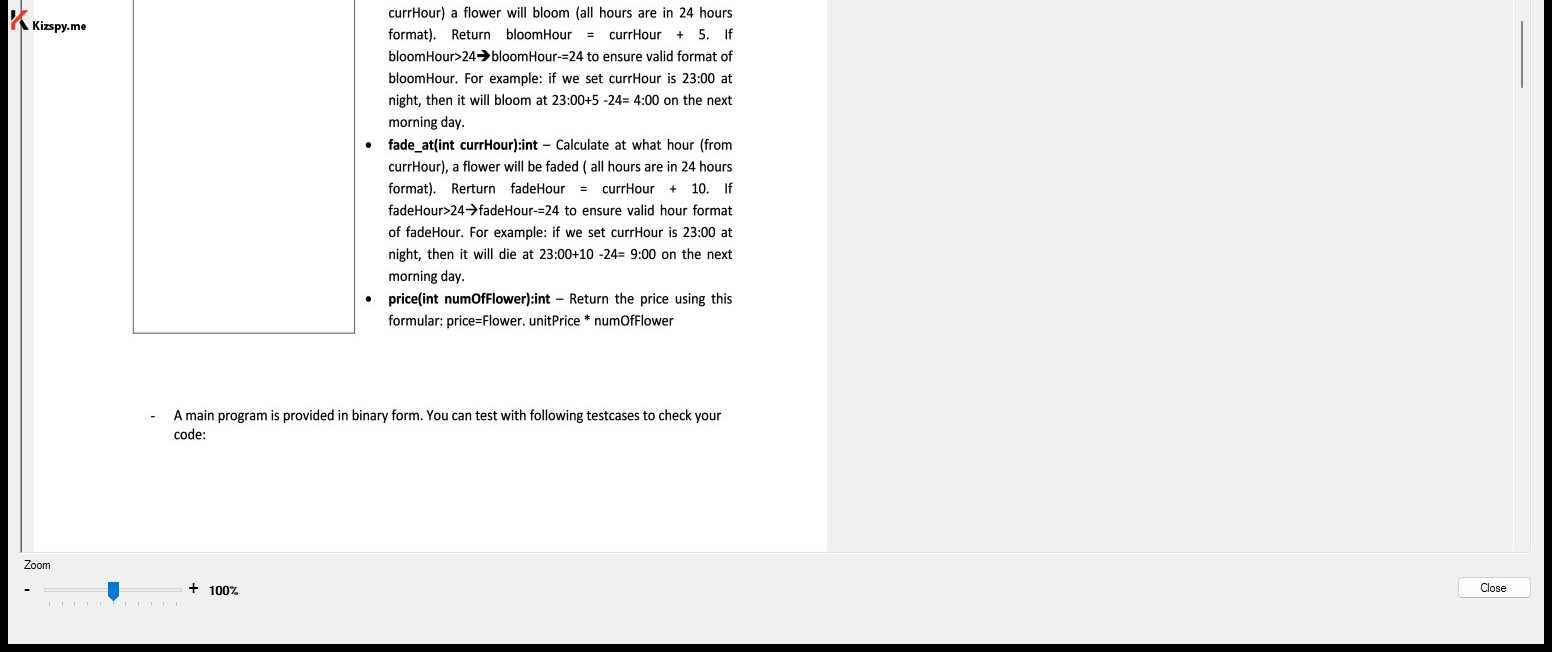 Kizspy.me
currHour) a flower will bloom (all hours are in 24 hours
format). Return bloomHour = currHour + 5. If
bloomHour>24➔bloomHour-=24 to ensure valid format of
bloomHour. For example: if we set currHour is 23:00 at
night, then it will bloom at 23:00+5 -24= 4:00 on the next
morning day.
• fade_at(int currHour):int – Calculate at what hour (from
currHour), a flower will be faded ( all hours are in 24 hours
format). Rerturn fadeHour = currHour + 10. If
fadeHour>24→fadeHour-=24 to ensure valid hour format
of fadeHour. For example: if we set currHour is 23:00 at
night, then it will die at 23:00+10 -24= 9:00 on the next
morning day.
• price(int numOfFlower):int – Return the price using this
formular: price=Flower. unitPrice * numOfFlower
- A main program is provided in binary form. You can test with following testcases to check your
code:
Zoom
- + 100%
Close